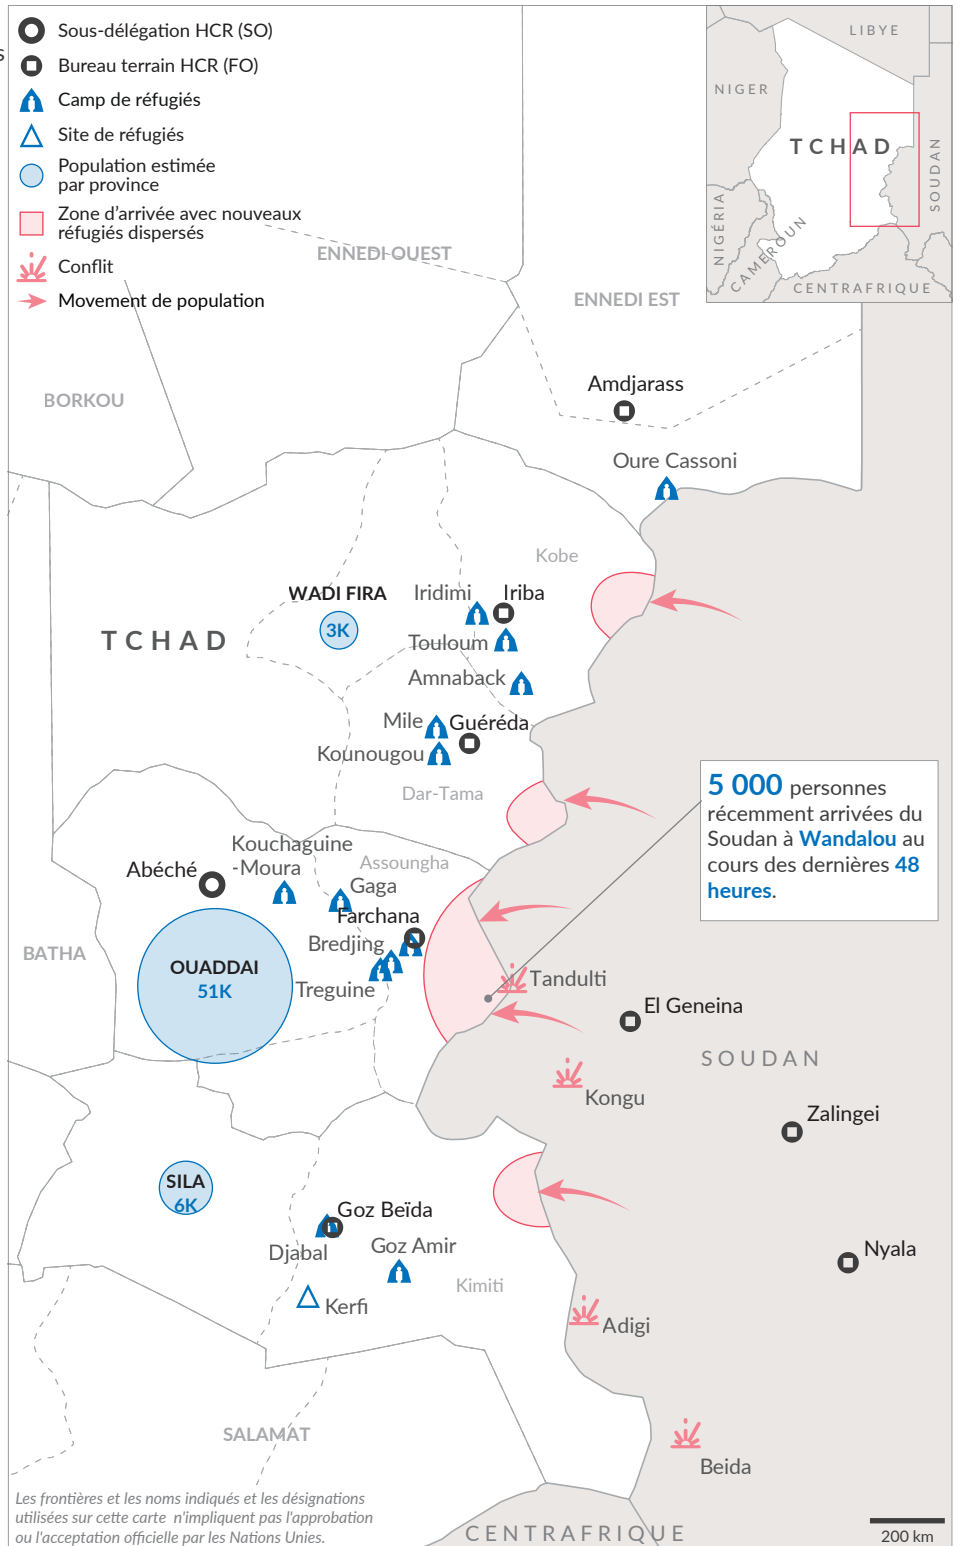 Sous-délégation HCR (SO)
s
Bureau terrain HCR (FO)
Camp de réfugiés
Site de réfugiés
Population estimée
par province
Zone d'arrivée avec nouveaux
réfugiés dispersés
Conflit
Movement de population
LIBYE
NIGER
TCHAD
SOUDAN
NIGÉRIA
CAMEROUN
CENTRAFRIQUE
ENNEDI OUEST
ENNEDI EST
BORKOU
Amdjarass
Oure Cassoni
Kobe
WADI FIRA
3K
Iridimi
Iriba
TCHAD
Touloum
Amnaback
Mile
Guéréda
Kounougou
Dar-Tama
5 000 personnes
récemment arrivées du
Soudan à Wandalou au
cours des dernières 48
heures.
Kouchaguine
-Moura
Assoungha
Abéché
Gaga
Farchana
Bredjing
BATHA
OUADDAI
51K
Treguine
Tandulti
El Geneina
SOUDAN
Kongu
Zalingei
SILA
6K
Goz Beïda
Djabal
Goz Amir
Nyala
Kimiti
Kerfi
Adigi
SALAMAT
Beida
Les frontières et les noms indiqués et les désignations
utilisées sur cette carte n'impliquent pas l'approbation
ou l'acceptation officielle par les Nations Unies.
CENTRAFRIQUE
200 km